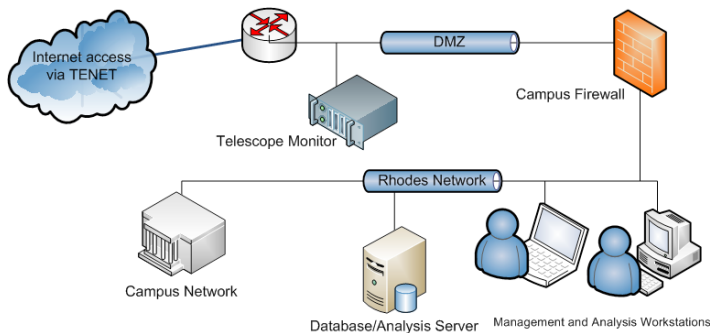 Internet access
via TENET
DMZ
Campus Firewall
Telescope Monitor
Rhodes Network
Campus Network
Database/Analysis Server
Management and Analysis Workstations